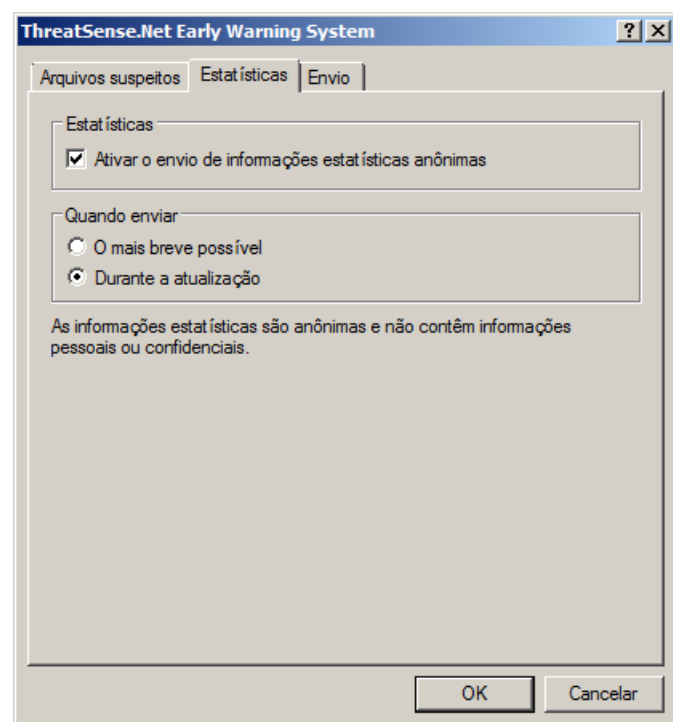 ThreatSense.Net Early Warning System
Arquivos suspeitos Estatísticas Envio
Estatísticas
Ativar o envio de informações estatísticas anônimas
Quando enviar
O mais breve possível
Durante a atualização
As informações estatísticas são anônimas e não contêm informações
pessoais ou confidenciais.
OK Cancelar